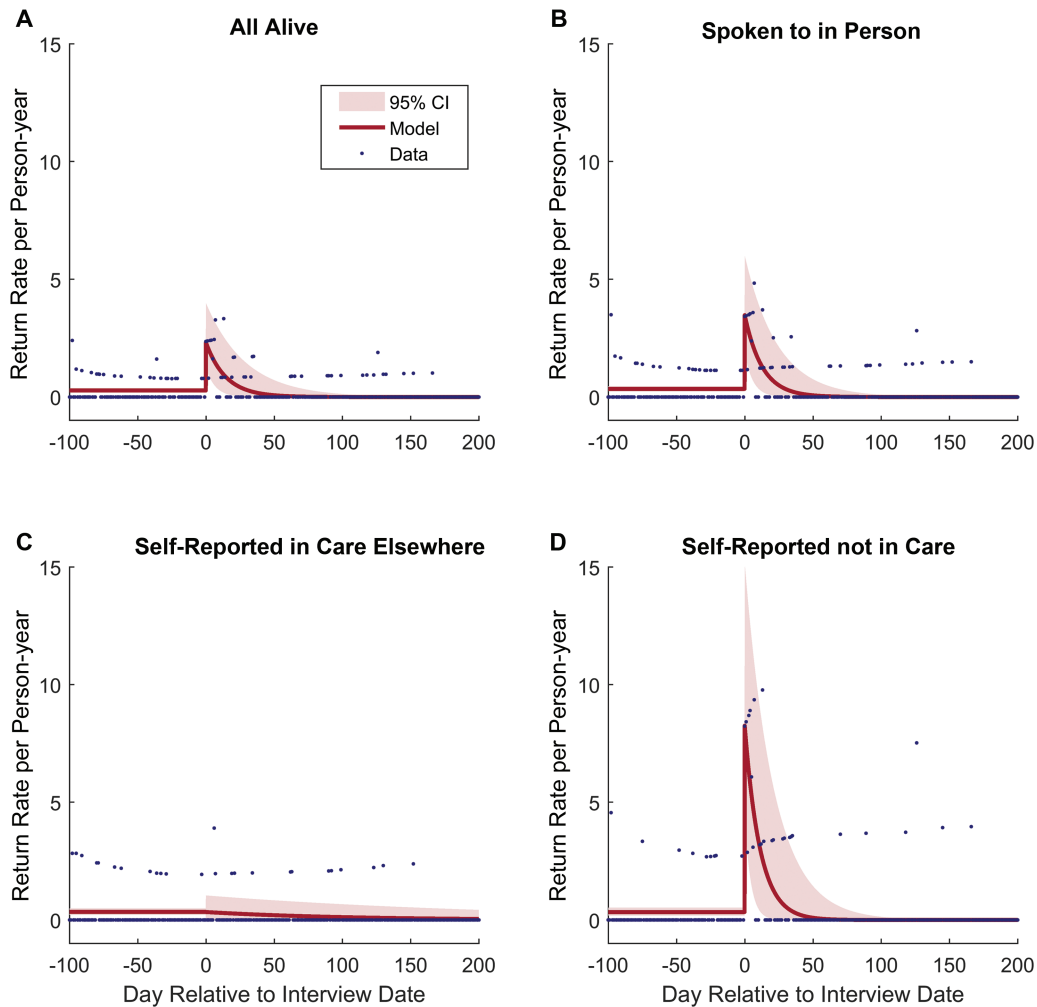 A
All Alive
Return Rate per Person-year
15
10
5
0
95% CI
Model
Data
-100 -50 0 50 100 150 200
B
Spoken to in Person
Return Rate per Person-year
15
10
5
0
-100 -50 0 50 100 150 200
C
Self-Reported in Care Elsewhere
Return Rate per Person-year
15
10
5
0
-100 -50 0 50 100 150 200
Day Relative to Interview Date
D
Self-Reported not in Care
Return Rate per Person-year
15
10
5
0
-100 -50 0 50 100 150 200
Day Relative to Interview Date